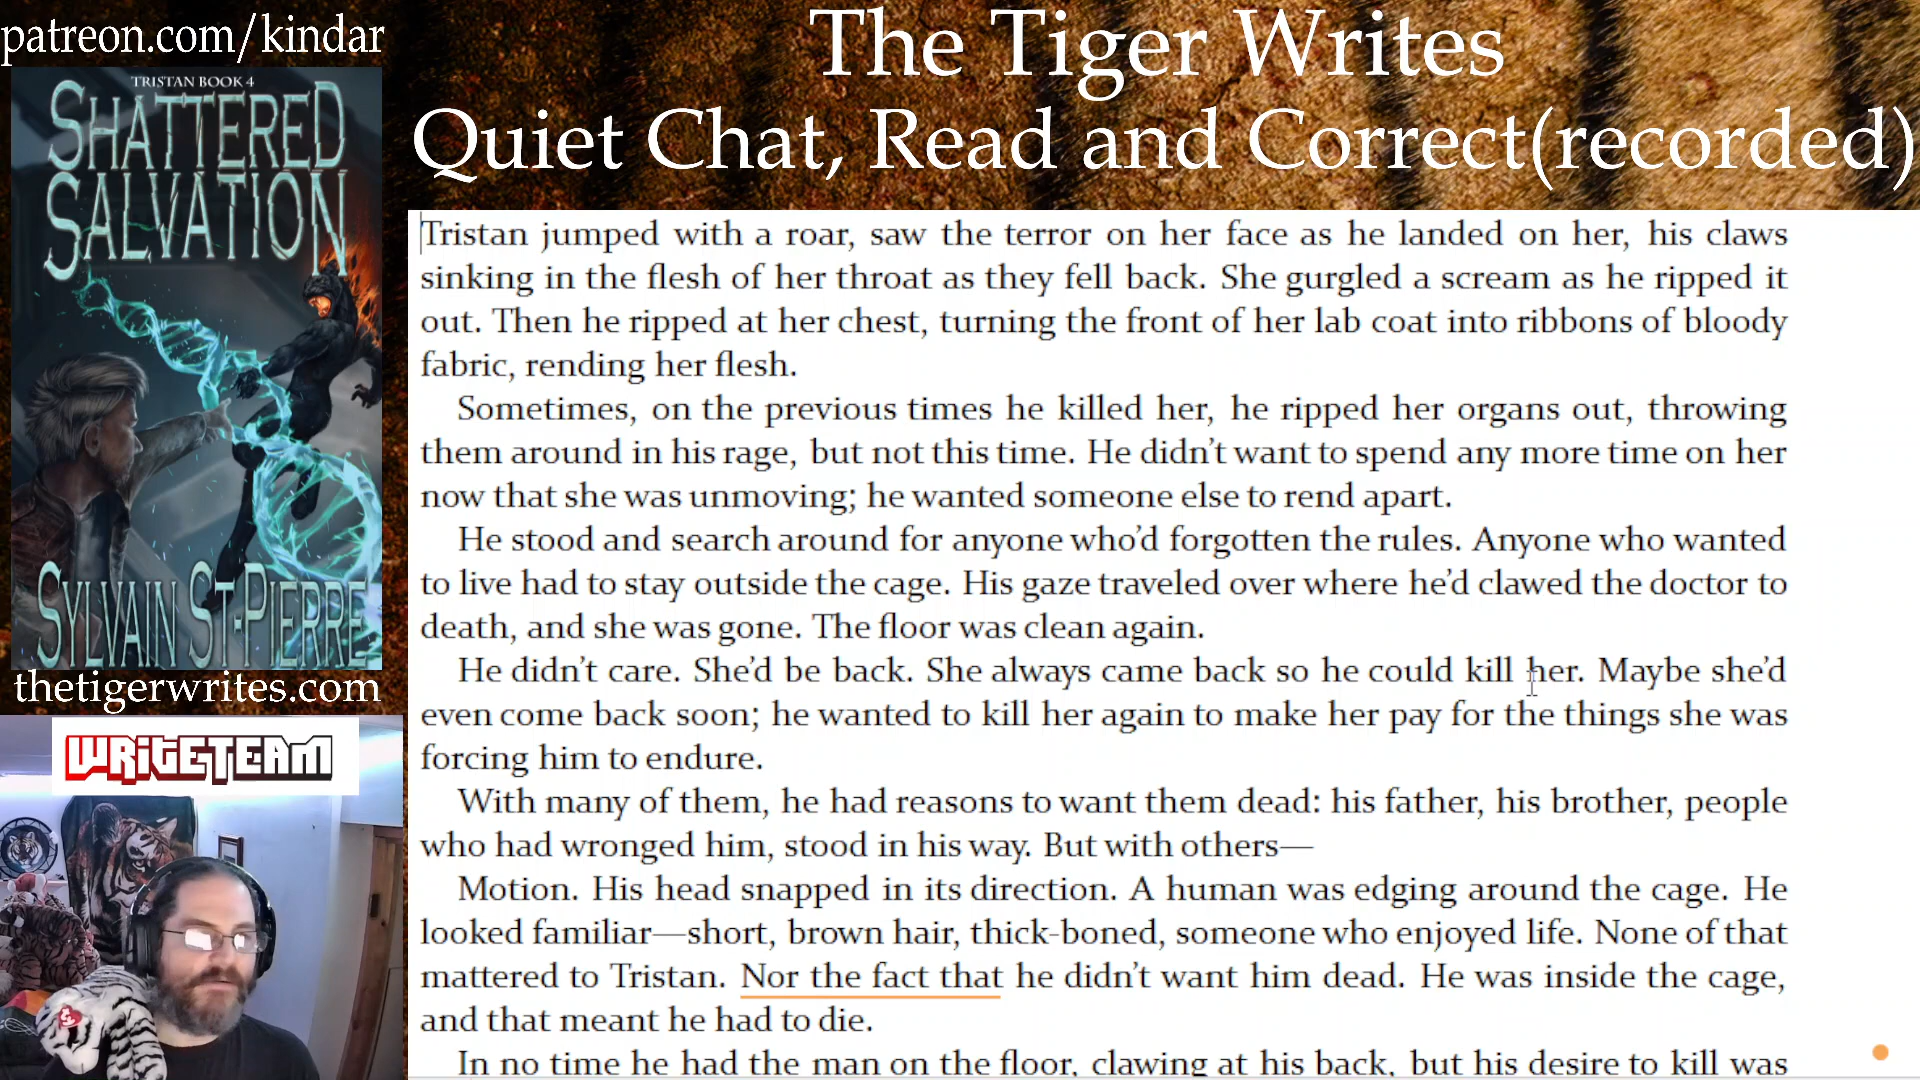 patreon.com/kindar
TRISTAN BOOK 4
SHATTERED
SALVATION
SYLVAIN ST-PIERRE
thetigerwrites.com
WRITETEAM
The Tiger Writes
Quiet Chat, Read and Correct(recorded)
Tristan jumped with a roar, saw the terror on her face as he landed on her, his claws
sinking in the flesh of her throat as they fell back. She gurgled a scream as he ripped it
out. Then he ripped at her chest, turning the front of her lab coat into ribbons of bloody
fabric, rending her flesh.
Sometimes, on the previous times he killed her, he ripped her organs out, throwing
them around in his rage, but not this time. He didn’t want to spend any more time on her
now that she was unmoving; he wanted someone else to rend apart.
He stood and search around for anyone who’d forgotten the rules. Anyone who wanted
to live had to stay outside the cage. His gaze traveled over where he’d clawed the doctor to
death, and she was gone. The floor was clean again.
He didn’t care. She’d be back. She always came back so he could kill her. Maybe she’d
even come back soon; he wanted to kill her again to make her pay for the things she was
forcing him to endure.
With many of them, he had reasons to want them dead: his father, his brother, people
who had wronged him, stood in his way. But with others—
Motion. His head snapped in its direction. A human was edging around the cage. He
looked familiar—short, brown hair, thick-boned, someone who enjoyed life. None of that
mattered to Tristan. Nor the fact that he didn’t want him dead. He was inside the cage,
and that meant he had to die.
In no time he had the man on the floor, clawing at his back, but his desire to kill was